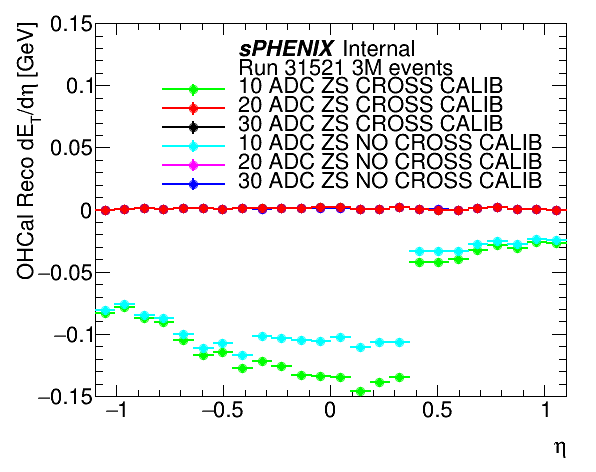 0.15
0.1
0.05
0
−0.05
−0.1
−0.15
OHCal Reco dE_T/dη [GeV]
sPHENIX Internal
Run 31521 3M events
10 ADC ZS CROSS CALIB
20 ADC ZS CROSS CALIB
30 ADC ZS CROSS CALIB
10 ADC ZS NO CROSS CALIB
20 ADC ZS NO CROSS CALIB
30 ADC ZS NO CROSS CALIB
−1 −0.5 0 0.5 1
η